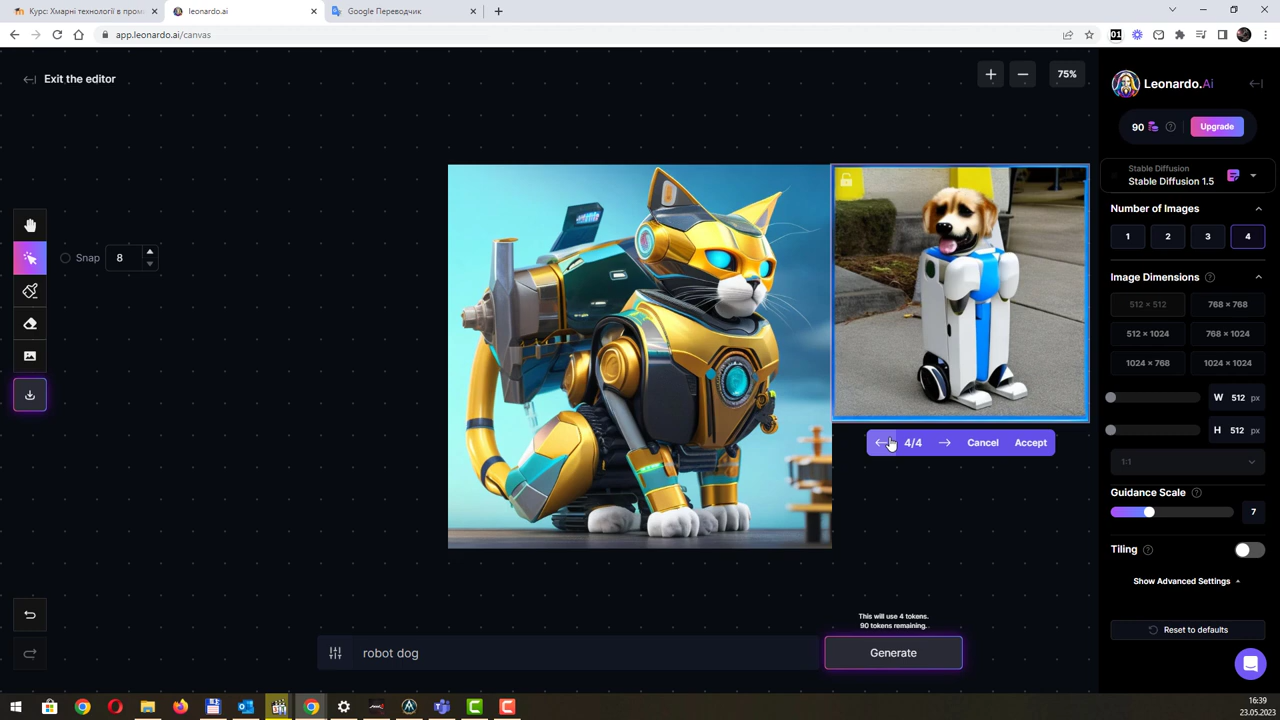 Курс: Хмарні технології в пром
leonardo.ai
Google Переводчик
app.leonardo.ai/canvas
Exit the editor
75%
Leonardo.Ai
90
Upgrade
Stable Diffusion
Stable Diffusion 1.5
Number of Images
1 2 3 4
Image Dimensions
512 × 512
768 × 768
512 × 1024
768 × 1024
1024 × 768
1024 × 1024
W 512 px
H 512 px
1:1
Guidance Scale
7
Tiling
Show Advanced Settings
Reset to defaults
Snap 8
4/4
Cancel
Accept
This will use 4 tokens.
90 tokens remaining.
robot dog
Generate
16:39
23.05.2023